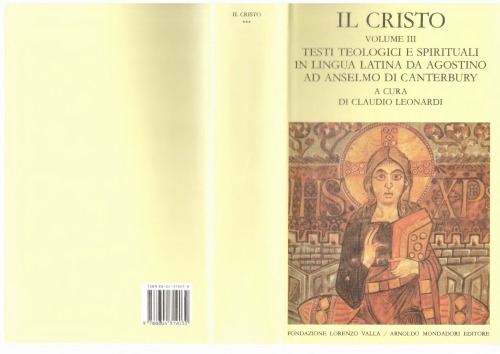 IL CRISTO
***
IL CRISTO
VOLUME III
TESTI TEOLOGICI E SPIRITUALI
IN LINGUA LATINA DA AGOSTINO
AD ANSELMO DI CANTERBURY
A CURA
DI CLAUDIO LEONARDI
XPS
FONDAZIONE LORENZO VALLA / ARNOLDO MONDADORI EDITORE